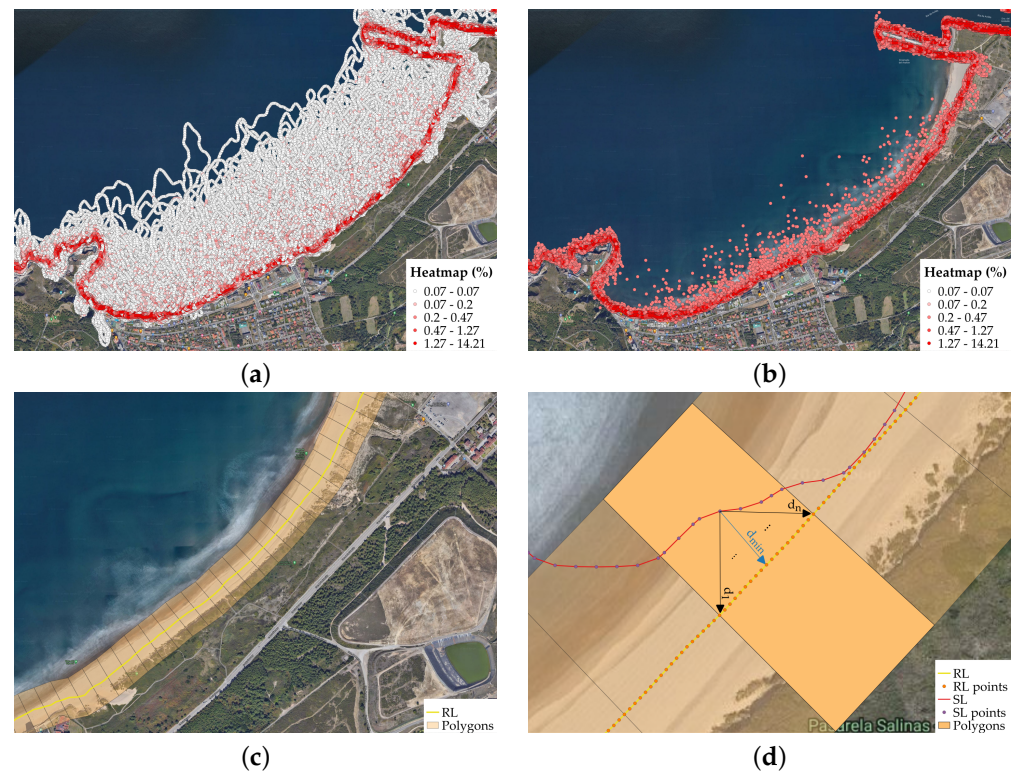 Heatmap (%)
0.07 - 0.07
0.07 - 0.2
0.2 - 0.47
0.47 - 1.27
1.27 - 14.21
(a)
Heatmap (%)
0.07 - 0.07
0.07 - 0.2
0.2 - 0.47
0.47 - 1.27
1.27 - 14.21
(b)
RL
Polygons
(c)
dn
...
dmin
...
d1
RL
RL points
SL
SL points
Polygons
Pasarela Salinas
(d)